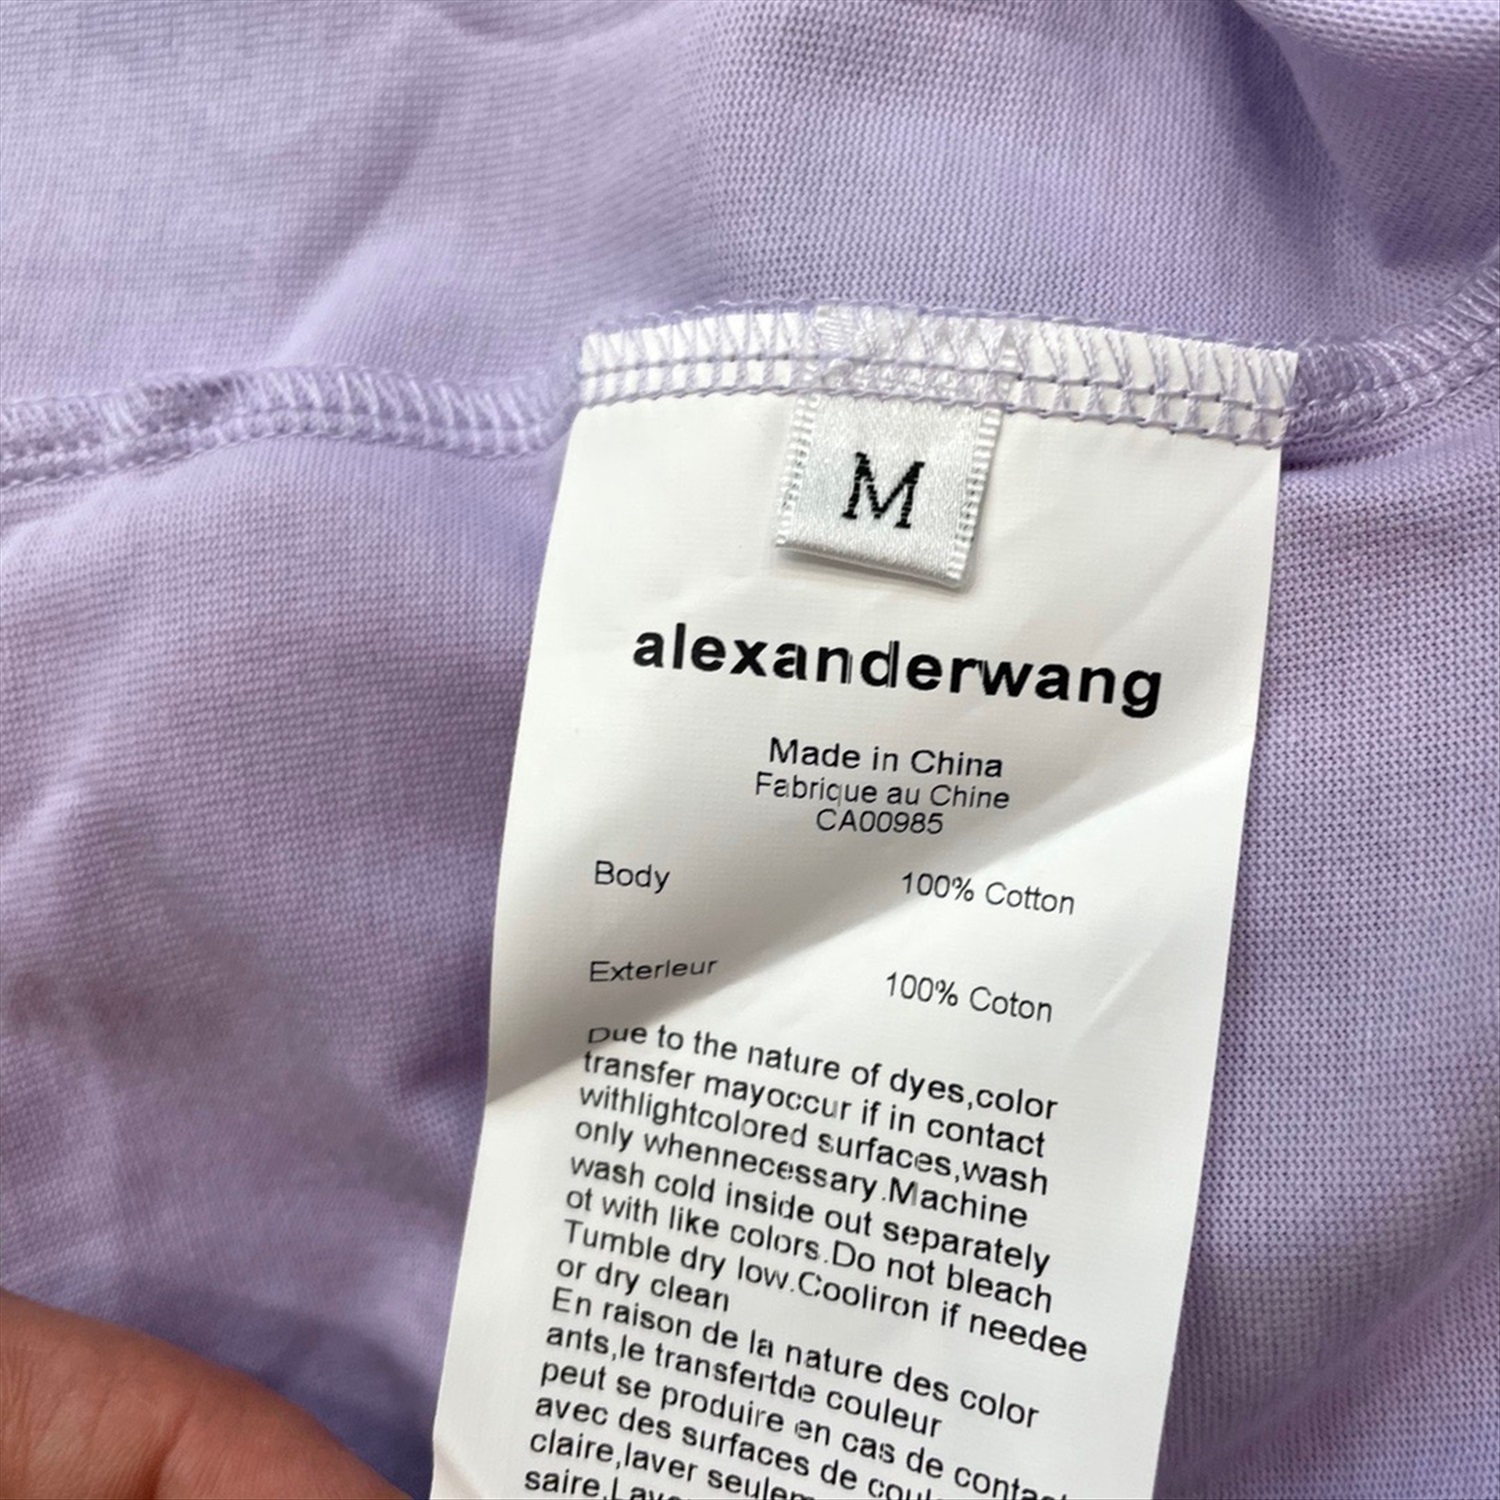 M
alexanderwang
Made in China
Fabrique au Chine
CA00985
Body 100% Cotton
Exterleur 100% Coton
Due to the nature of dyes,color
transfer mayoccur if in contact
withlightcolored surfaces,wash
only whennecessary.Machine
wash cold inside out separately
ot with like colors.Do not bleach
Tumble dry low.Cooliron if needee
or dry clean
En raison de la nature des color
ants,le transfertde couleur
peut se produire en cas de
avec des surfaces de
claire,laver
saire.